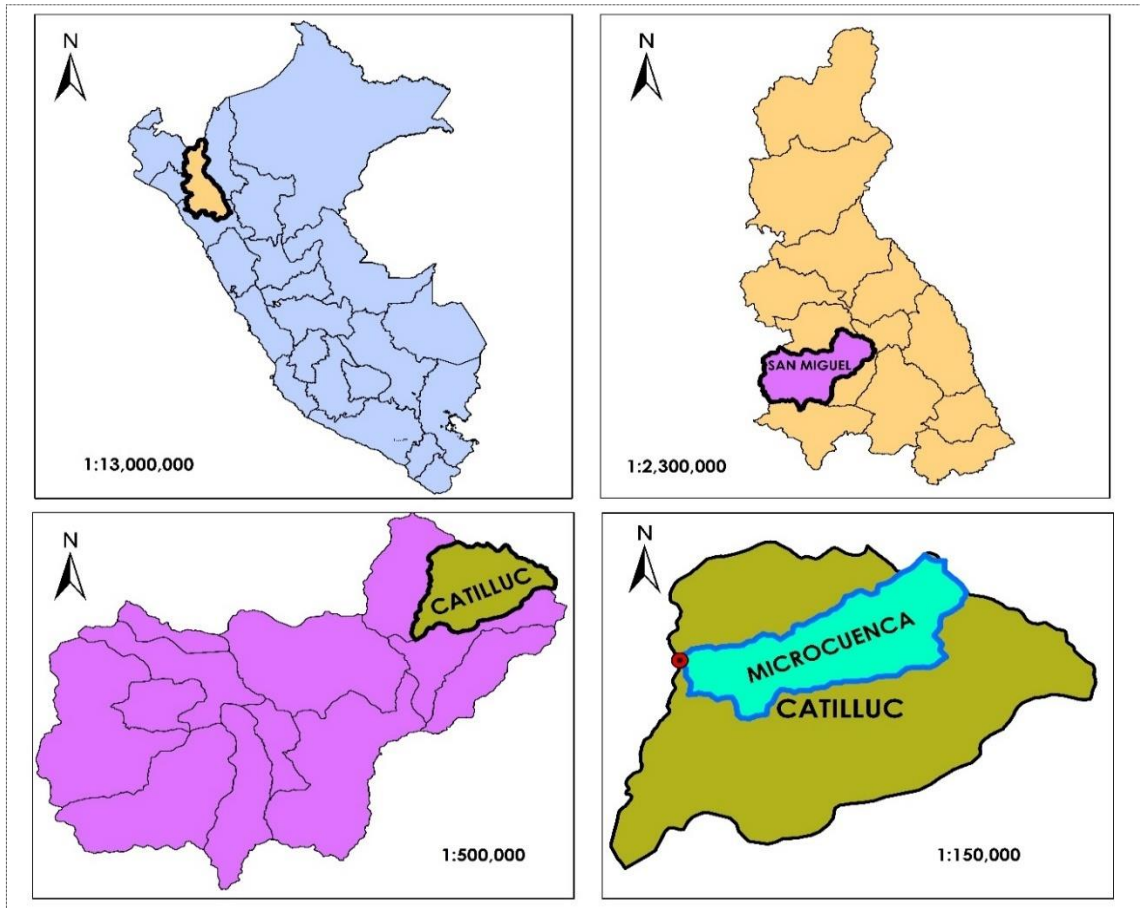 N
1:13,000,000
N
SAN MIGUEL
1:2,300,000
N
CATILLUC
1:500,000
N
MICROCUENCA
CATILLUC
1:150,000